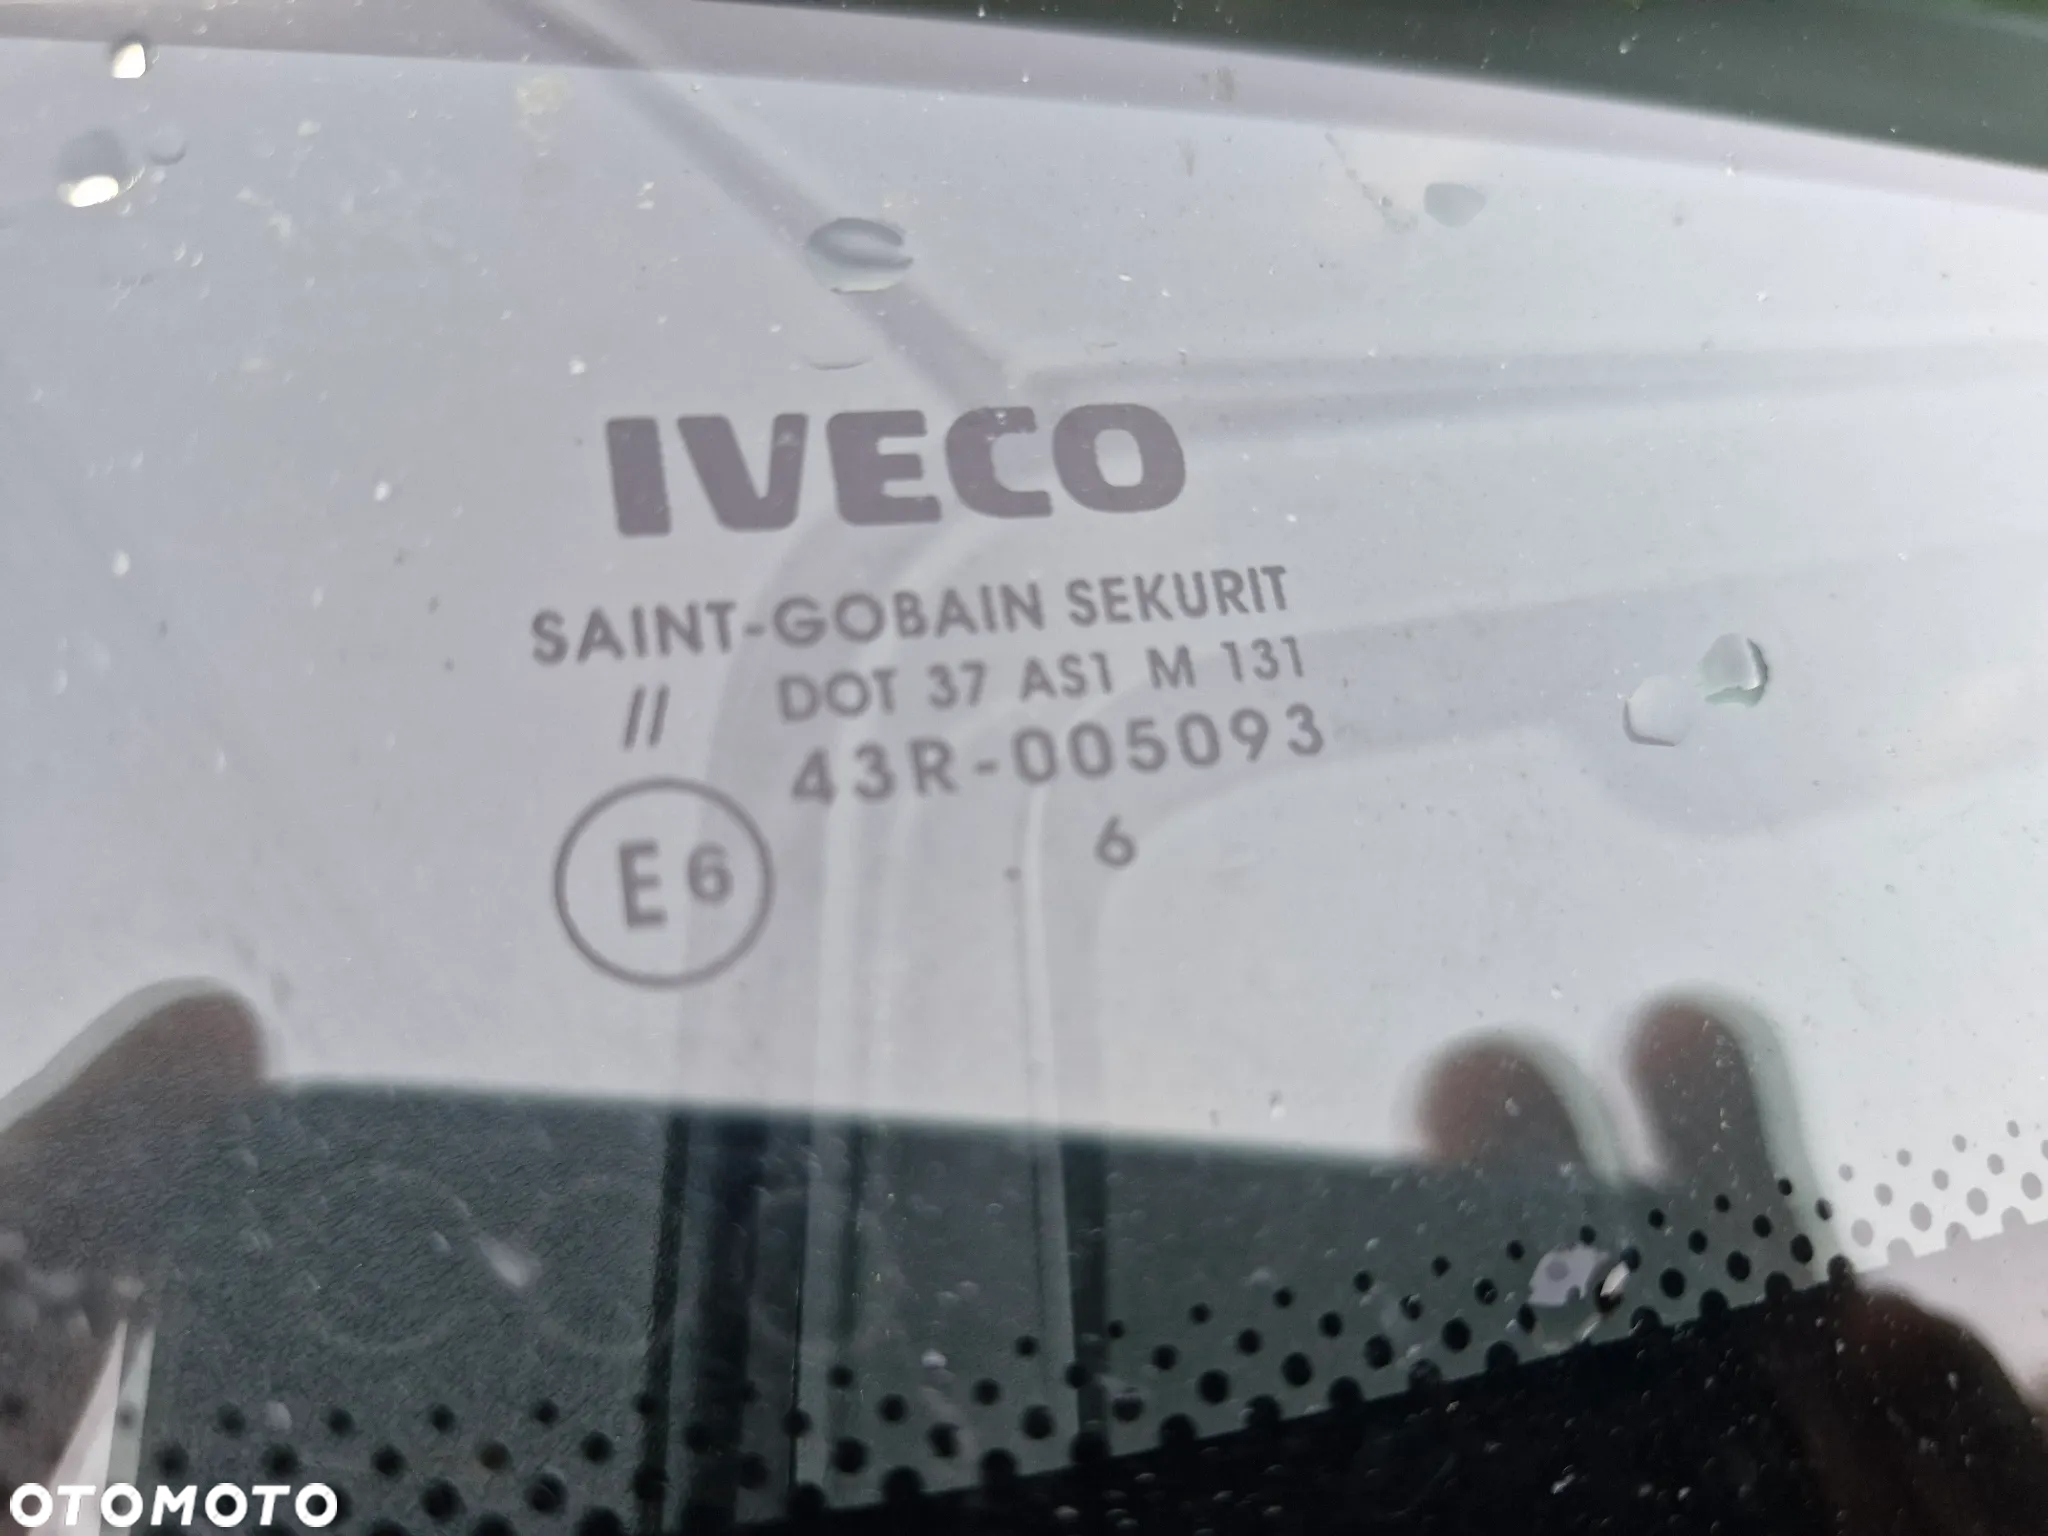 IVECO
SAINT-GOBAIN SEKURIT
// DOT 37 AS1 M 131
43R-005093
E6
. 6
OTOMOTO